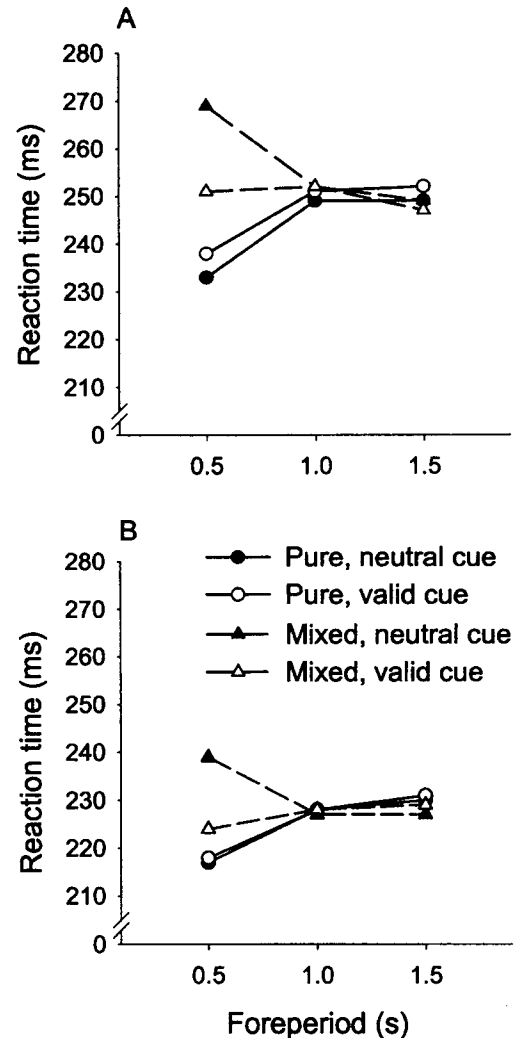 A
Reaction time (ms)
280
270
260
250
240
230
220
210
0
0.5 1.0 1.5
B
Reaction time (ms)
280
270
260
250
240
230
220
210
0
Pure, neutral cue
Pure, valid cue
Mixed, neutral cue
Mixed, valid cue
0.5 1.0 1.5
Foreperiod (s)